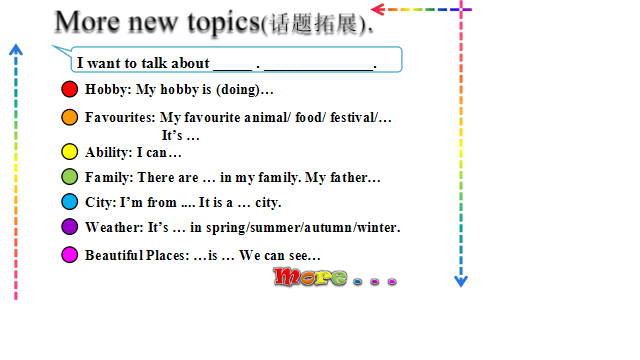 More new topics(话题拓展).
I want to talk about _____ . ______________.
Hobby: My hobby is (doing)…
Favourites: My favourite animal/ food/ festival/…
It’s …
Ability: I can…
Family: There are … in my family. My father…
City: I’m from .... It is a … city.
Weather: It’s … in spring/summer/autumn/winter.
Beautiful Places: …is … We can see…
more...